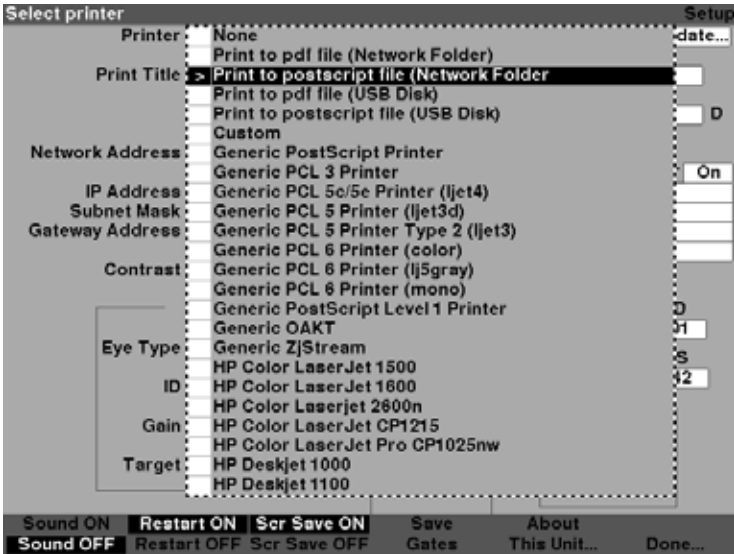 Select printer Setup
Printer None date...
Print to pdf file (Network Folder)
Print Title > Print to postscript file (Network Folder
Print to pdf file (USB Disk)
Print to postscript file (USB Disk) D
Custom
Network Address Generic PostScript Printer
Generic PCL 3 Printer On
IP Address Generic PCL 5c/5e Printer (ljet4)
Subnet Mask Generic PCL 5 Printer (ljet3d)
Gateway Address Generic PCL 5 Printer Type 2 (ljet3)
Generic PCL 6 Printer (color)
Contrast Generic PCL 6 Printer (lj5gray)
Generic PCL 6 Printer (mono)
Generic PostScript Level 1 Printer
Generic OAKT
Eye Type Generic ZjStream
HP Color LaserJet 1500
ID HP Color LaserJet 1600
HP Color Laserjet 2600n
Gain HP Color LaserJet CP1215
HP Color LaserJet Pro CP1025nw
Target HP Deskjet 1000
HP Deskjet 1100
Sound ON Restart ON Scr Save ON Save About
Sound OFF Restart OFF Scr Save OFF Gates This Unit... Done...